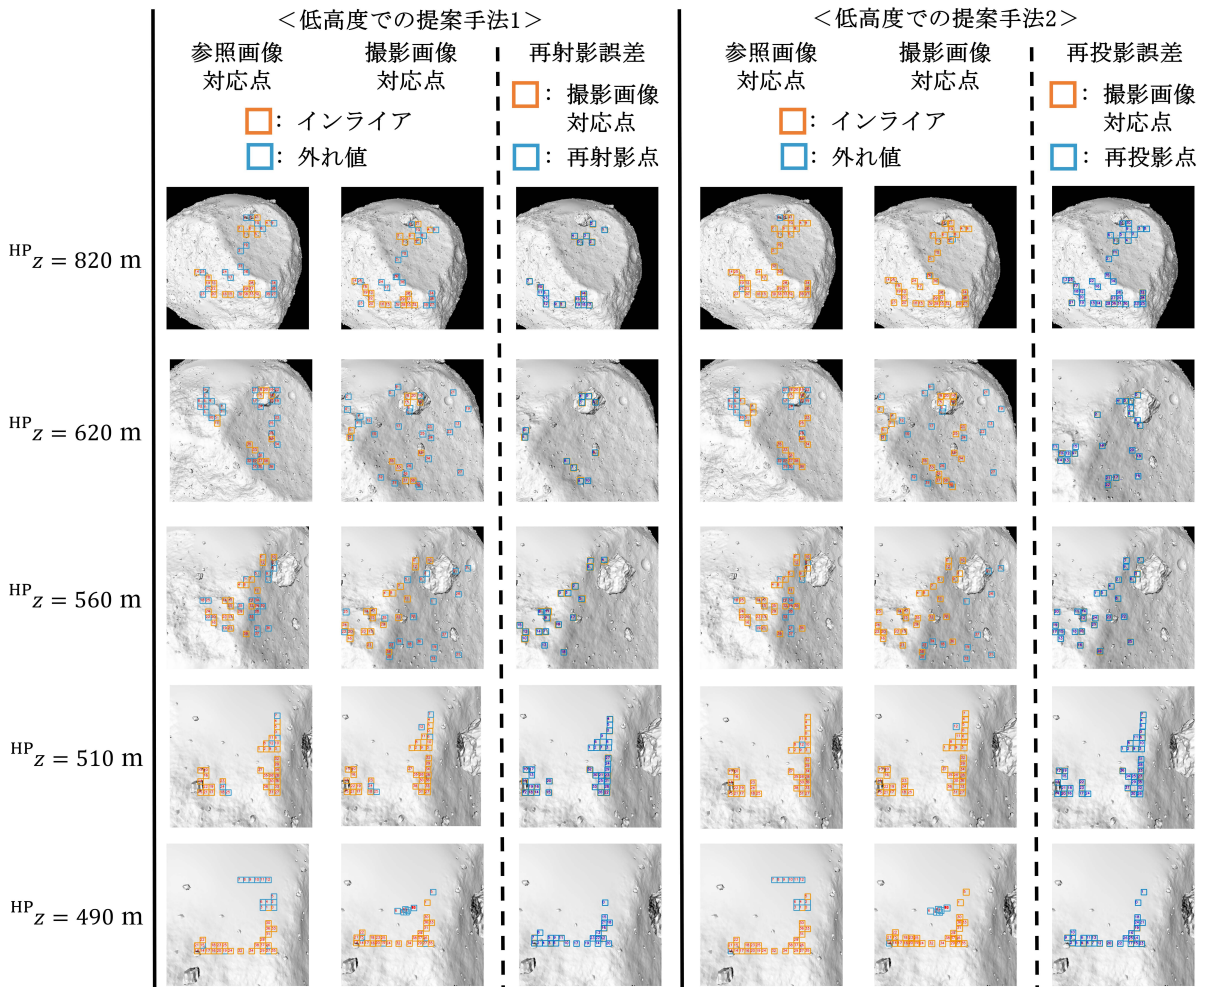 <低高度での提案手法1>
参照画像
対応点
撮影画像
対応点
□: インライア
□: 外れ値
再射影誤差
□: 撮影画像
対応点
□: 再射影点
<低高度での提案手法2>
参照画像
対応点
撮影画像
対応点
□: インライア
□: 外れ値
再投影誤差
□: 撮影画像
対応点
□: 再投影点
HPz = 820 m
HPz = 620 m
HPz = 560 m
HPz = 510 m
HPz = 490 m